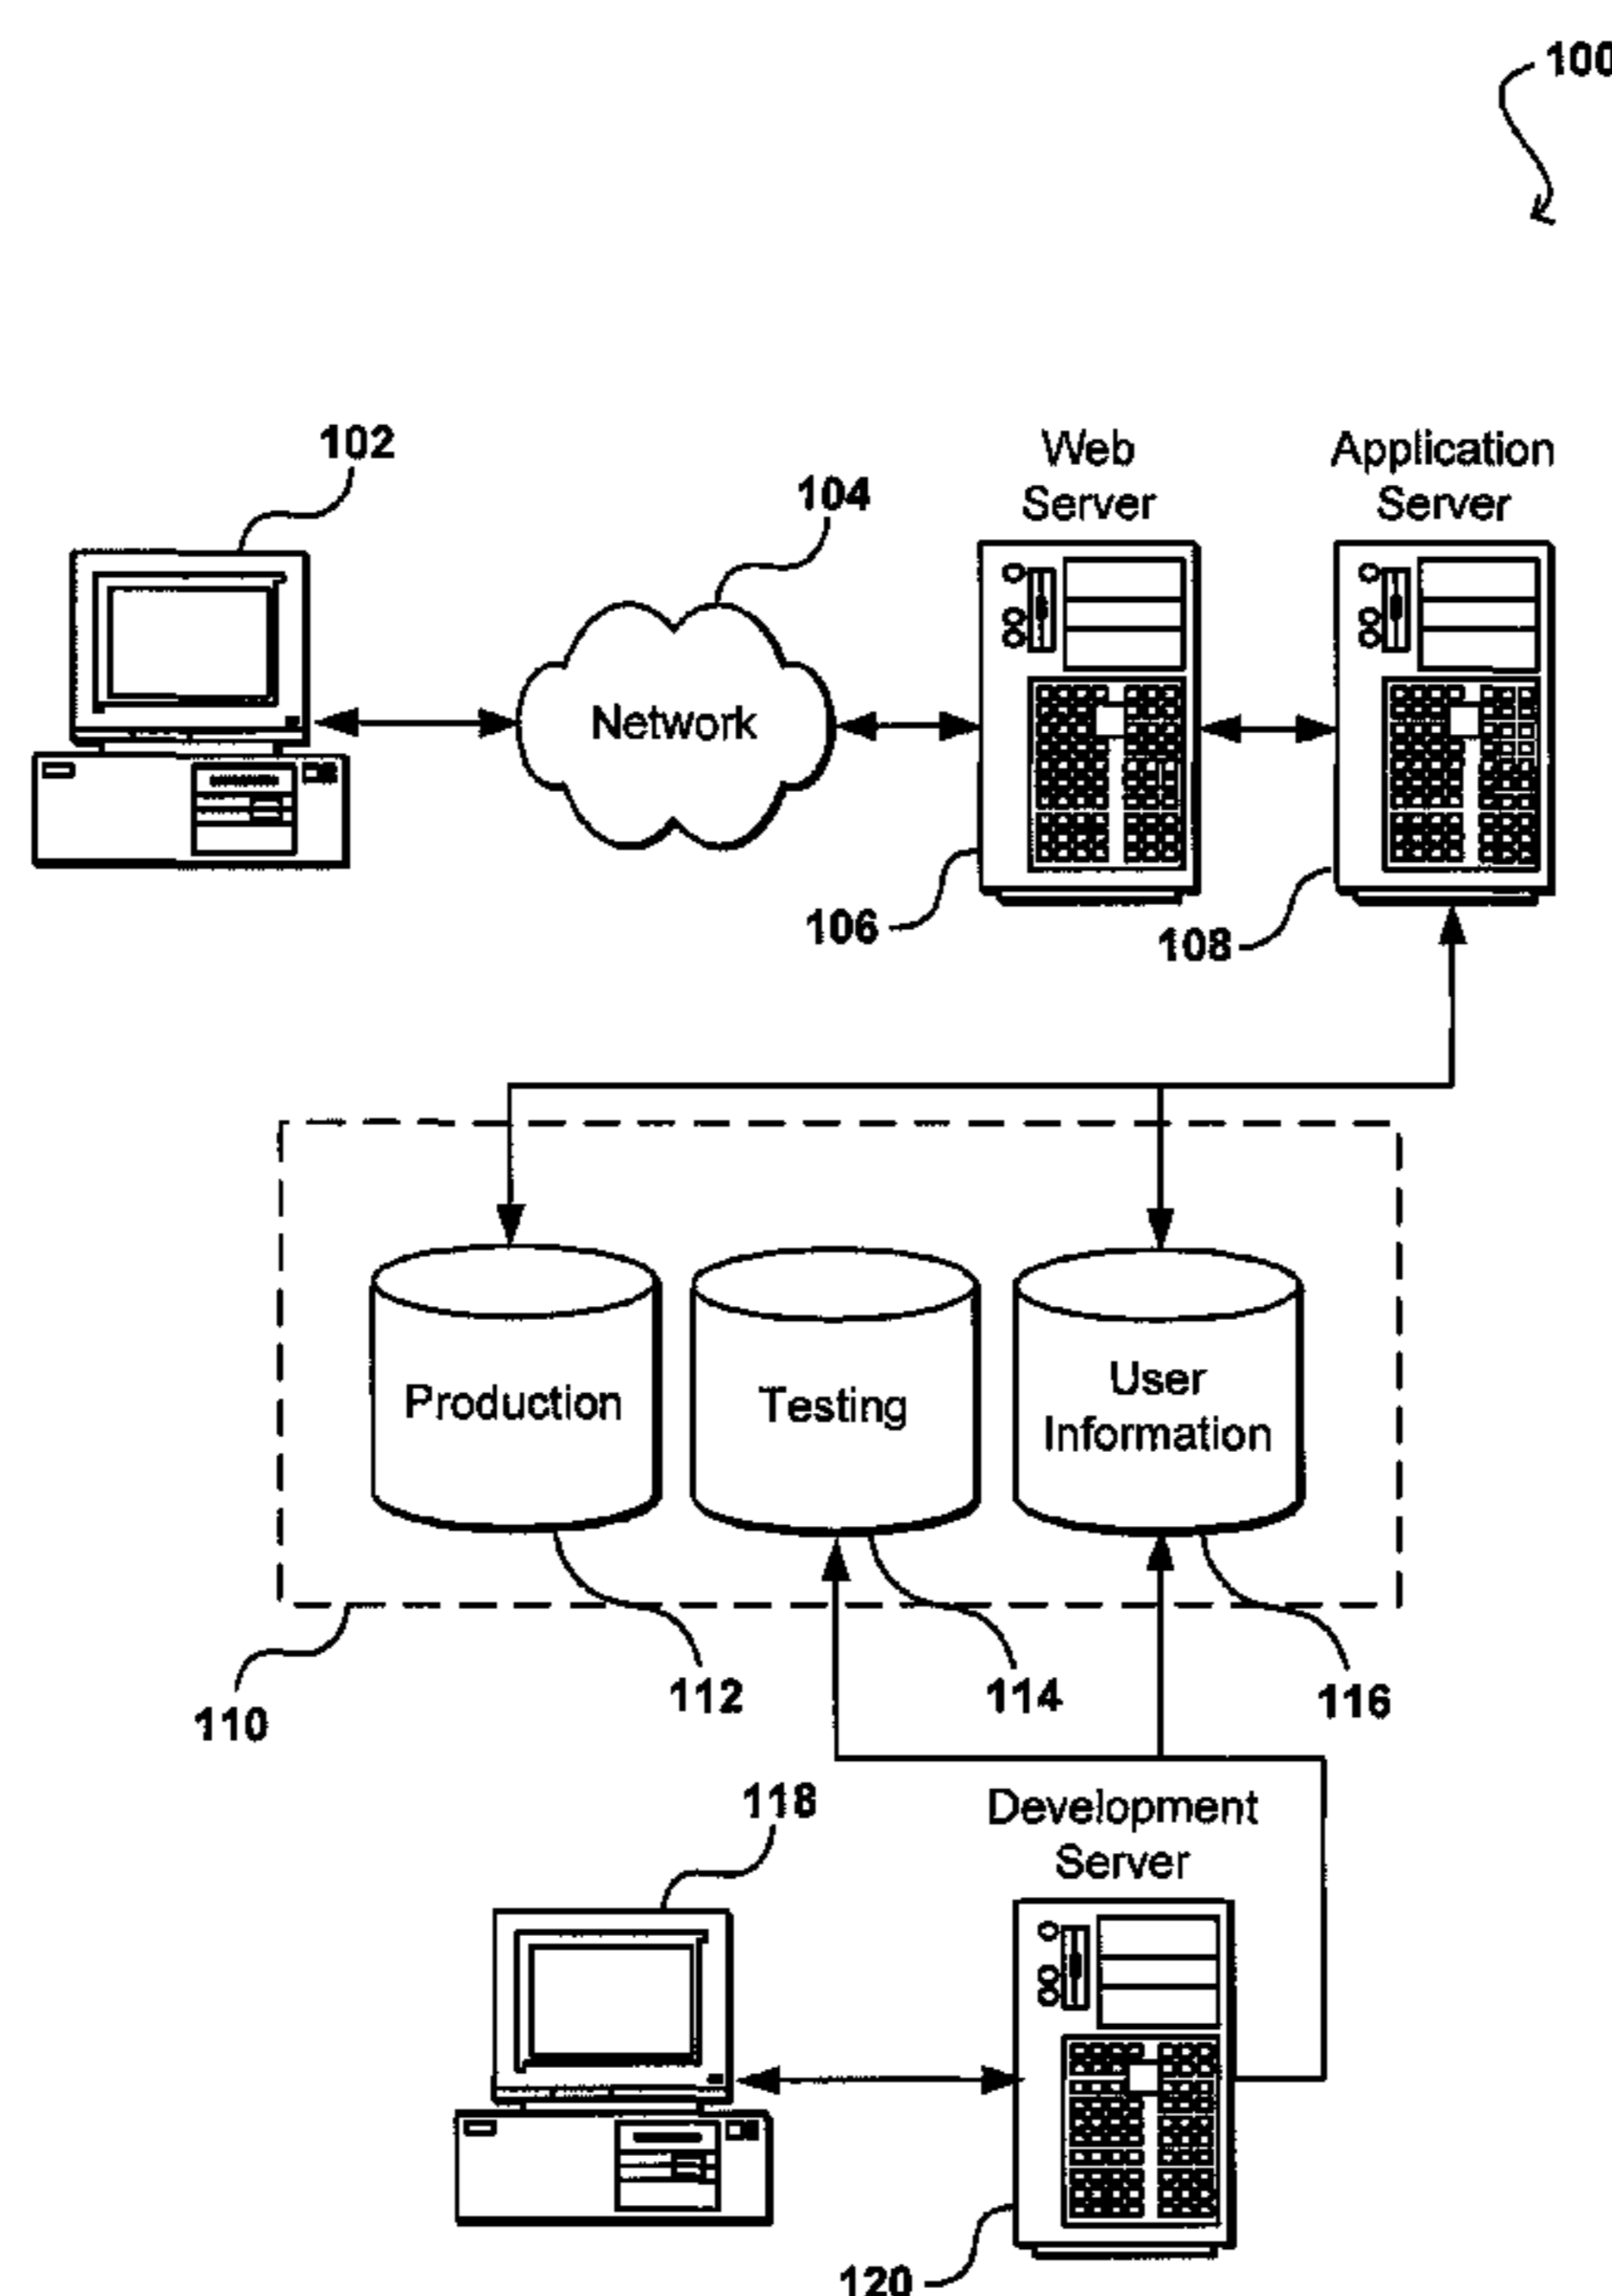 100
102
104
Web
Server
Application
Server
Network
106
108
Production
Testing
User
Information
110
112
114
116
118
Development
Server
120